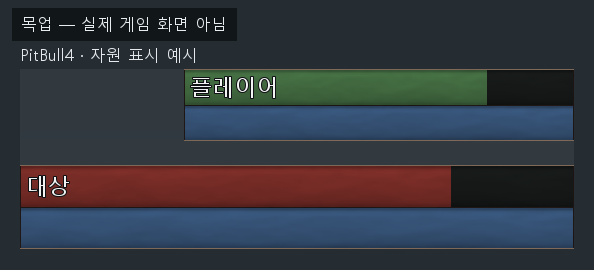 목업 — 실제 게임 화면 아님
PitBull4 · 자원 표시 예시
플레이어
대상